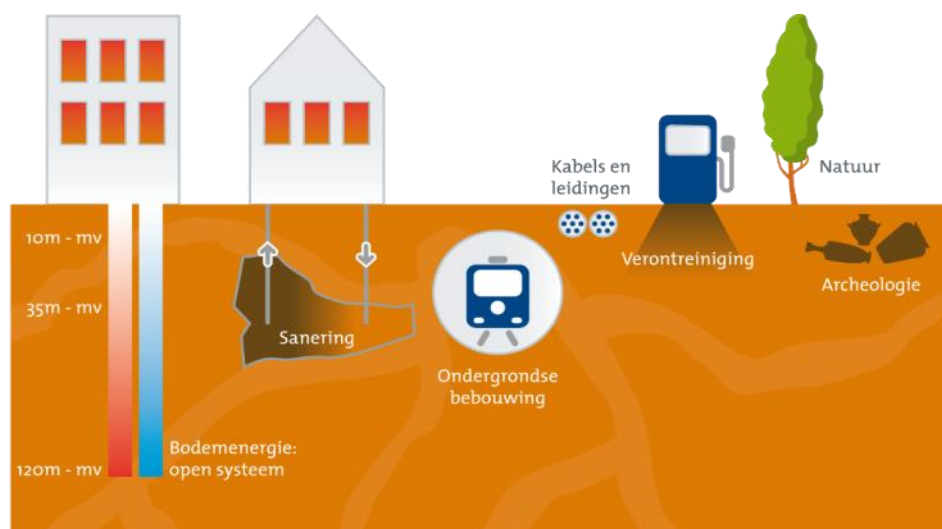 Kabels en
leidingen
Natuur
10m - mv
Verontreiniging
Archeologie
35m - mv
Sanering
Ondergrondse
bebouwing
Bodemenergie:
open systeem
120m - mv